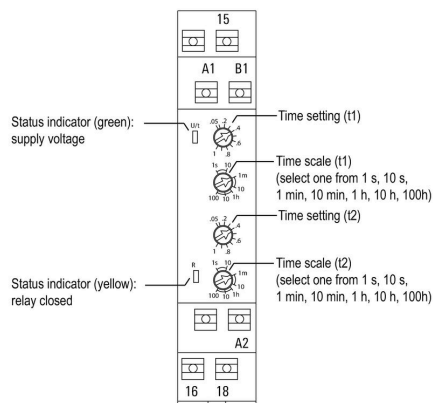 15
A1 B1
Status indicator (green):
supply voltage
U/t
.05 .2 .4 .6 .8 1
Time setting (t1)
1s 10 1m 10 1h 10 100
Time scale (t1)
(select one from 1 s, 10 s,
1 min, 10 min, 1 h, 10 h, 100h)
.05 .2 .4 .6 .8 1
Time setting (t2)
Status indicator (yellow):
relay closed
R
1s 10 1m 10 1h 10 100
Time scale (t2)
(select one from 1 s, 10 s,
1 min, 10 min, 1 h, 10 h, 100h)
A2
16 18